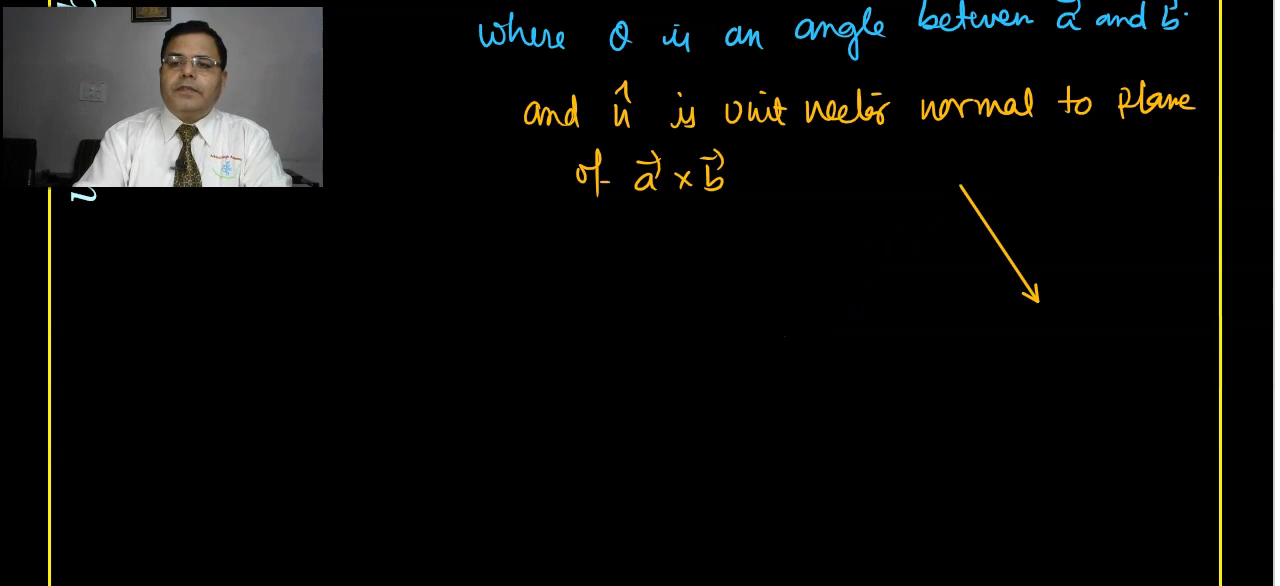 where θ is an angle between a⃗ and b⃗.
and n̂ is unit vector normal to plane
of a⃗ × b⃗